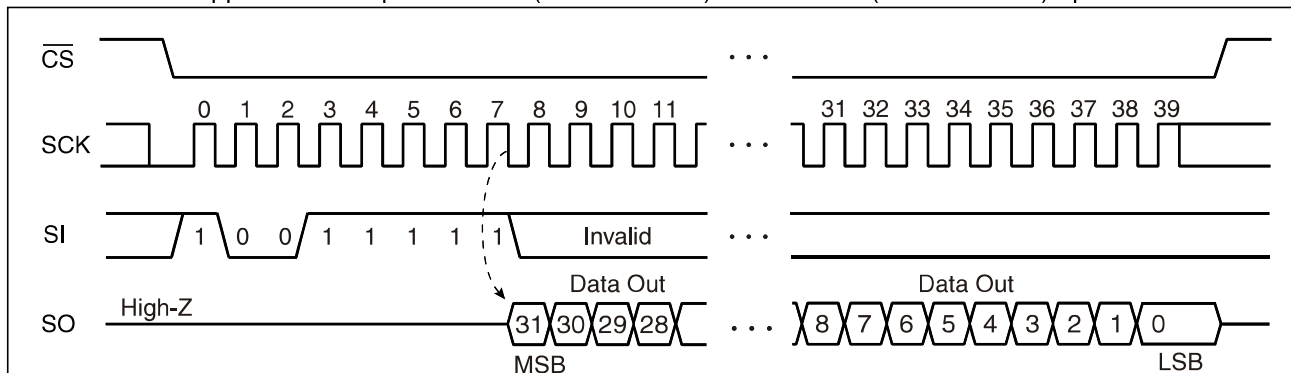 CS
0 1 2 3 4 5 6 7 8 9 10 11 31 32 33 34 35 36 37 38 39
SCK
SI 1 0 0 1 1 1 1 1 Invalid
Data Out Data Out
High-Z
SO 31 30 29 28 8 7 6 5 4 3 2 1 0
MSB LSB